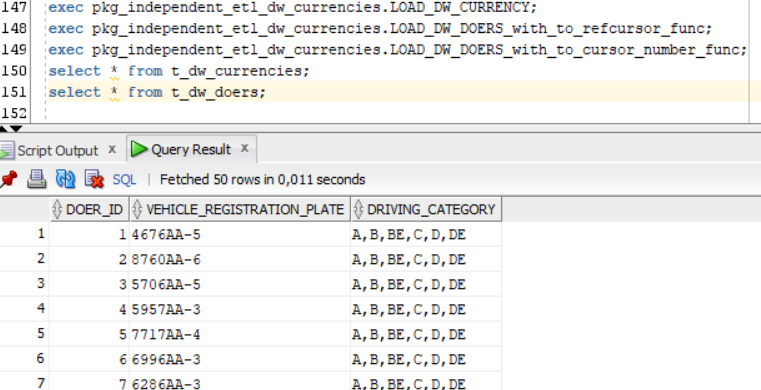 147 exec pkg_independent_etl_dw_currencies.LOAD_DW_CURRENCY;
148 exec pkg_independent_etl_dw_currencies.LOAD_DW_DOERS_with_to_refcursor_func;
149 exec pkg_independent_etl_dw_currencies.LOAD_DW_DOERS_with_to_cursor_number_func;
150 select * from t_dw_currencies;
151 select * from t_dw_doers;
152
Script Output x Query Result x
SQL | Fetched 50 rows in 0,011 seconds
DOER_ID VEHICLE_REGISTRATION_PLATE DRIVING_CATEGORY
1 1 4676AA-5 A,B,BE,C,D,DE
2 2 8760AA-6 A,B,BE,C,D,DE
3 3 5706AA-5 A,B,BE,C,D,DE
4 4 5957AA-3 A,B,BE,C,D,DE
5 5 7717AA-4 A,B,BE,C,D,DE
6 6 6996AA-3 A,B,BE,C,D,DE
7 7 6286AA-3 A,B,BE,C,D,DE